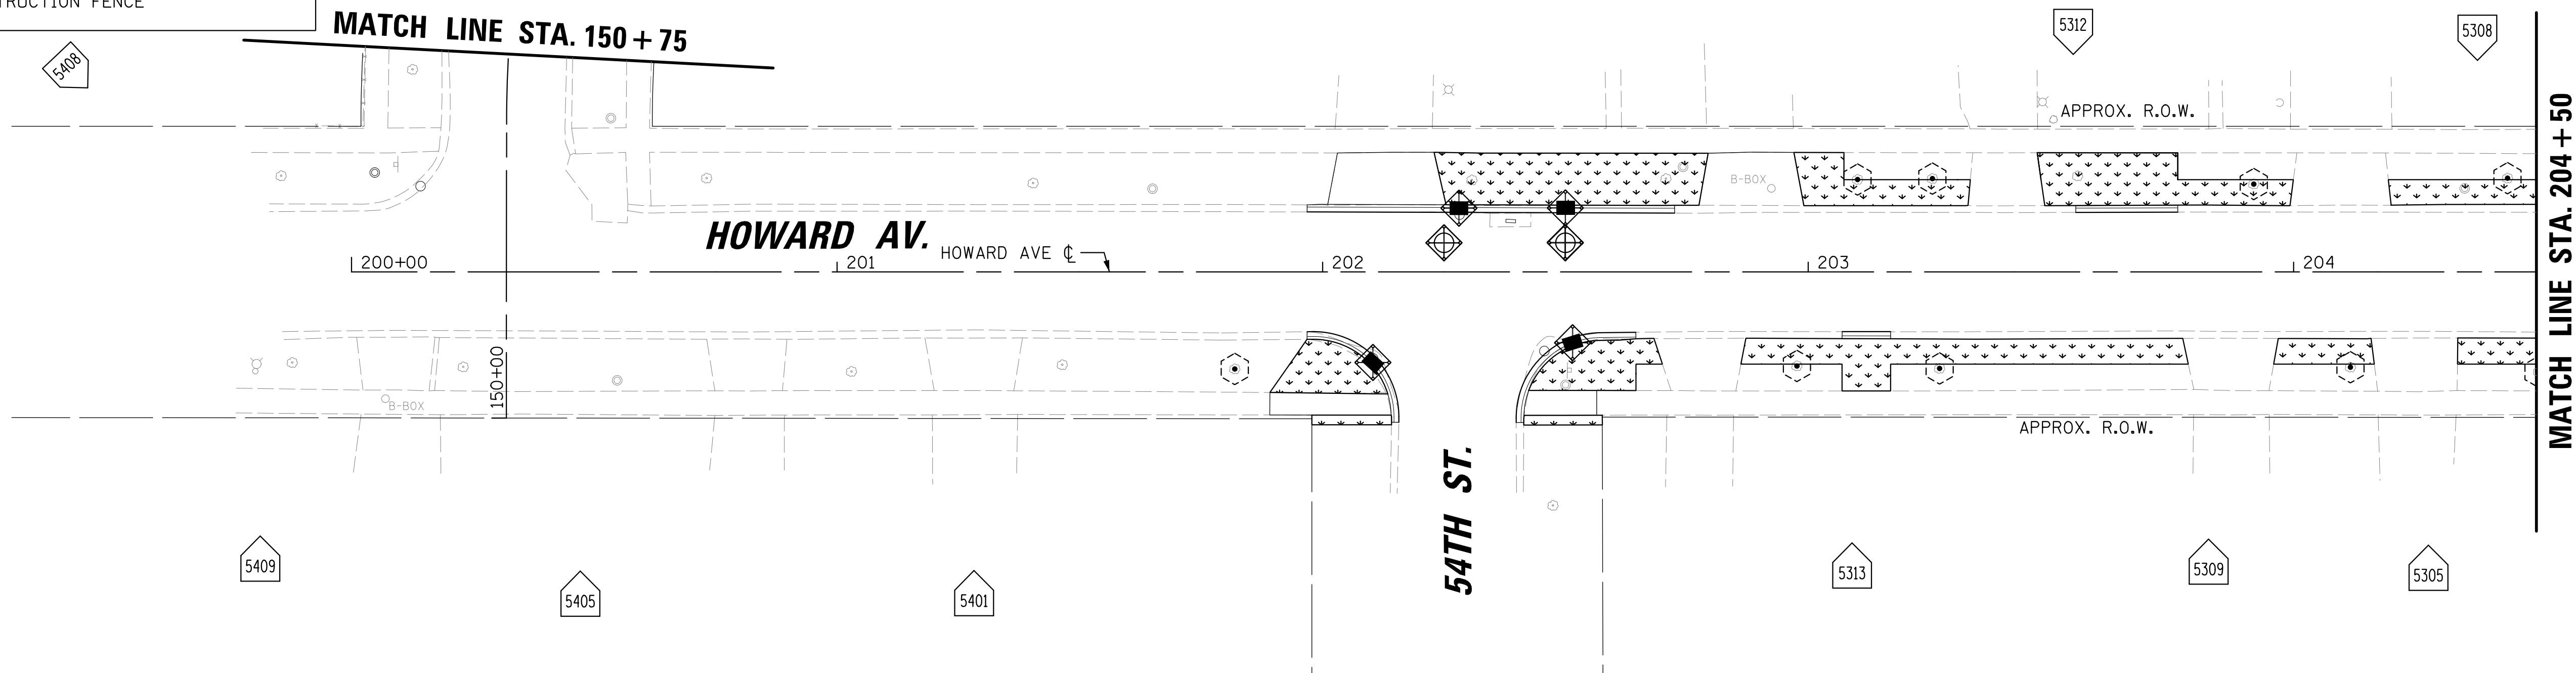 TRUCTION FENCE
MATCH LINE STA. 150+75
5408
5312
5308
APPROX. R.O.W.
B-BOX
HOWARD AV.
HOWARD AVE ℄
200+00
201
202
203
204
MATCH LINE STA. 204+50
150+00
B-BOX
APPROX. R.O.W.
54TH ST.
5409
5405
5401
5313
5309
5305